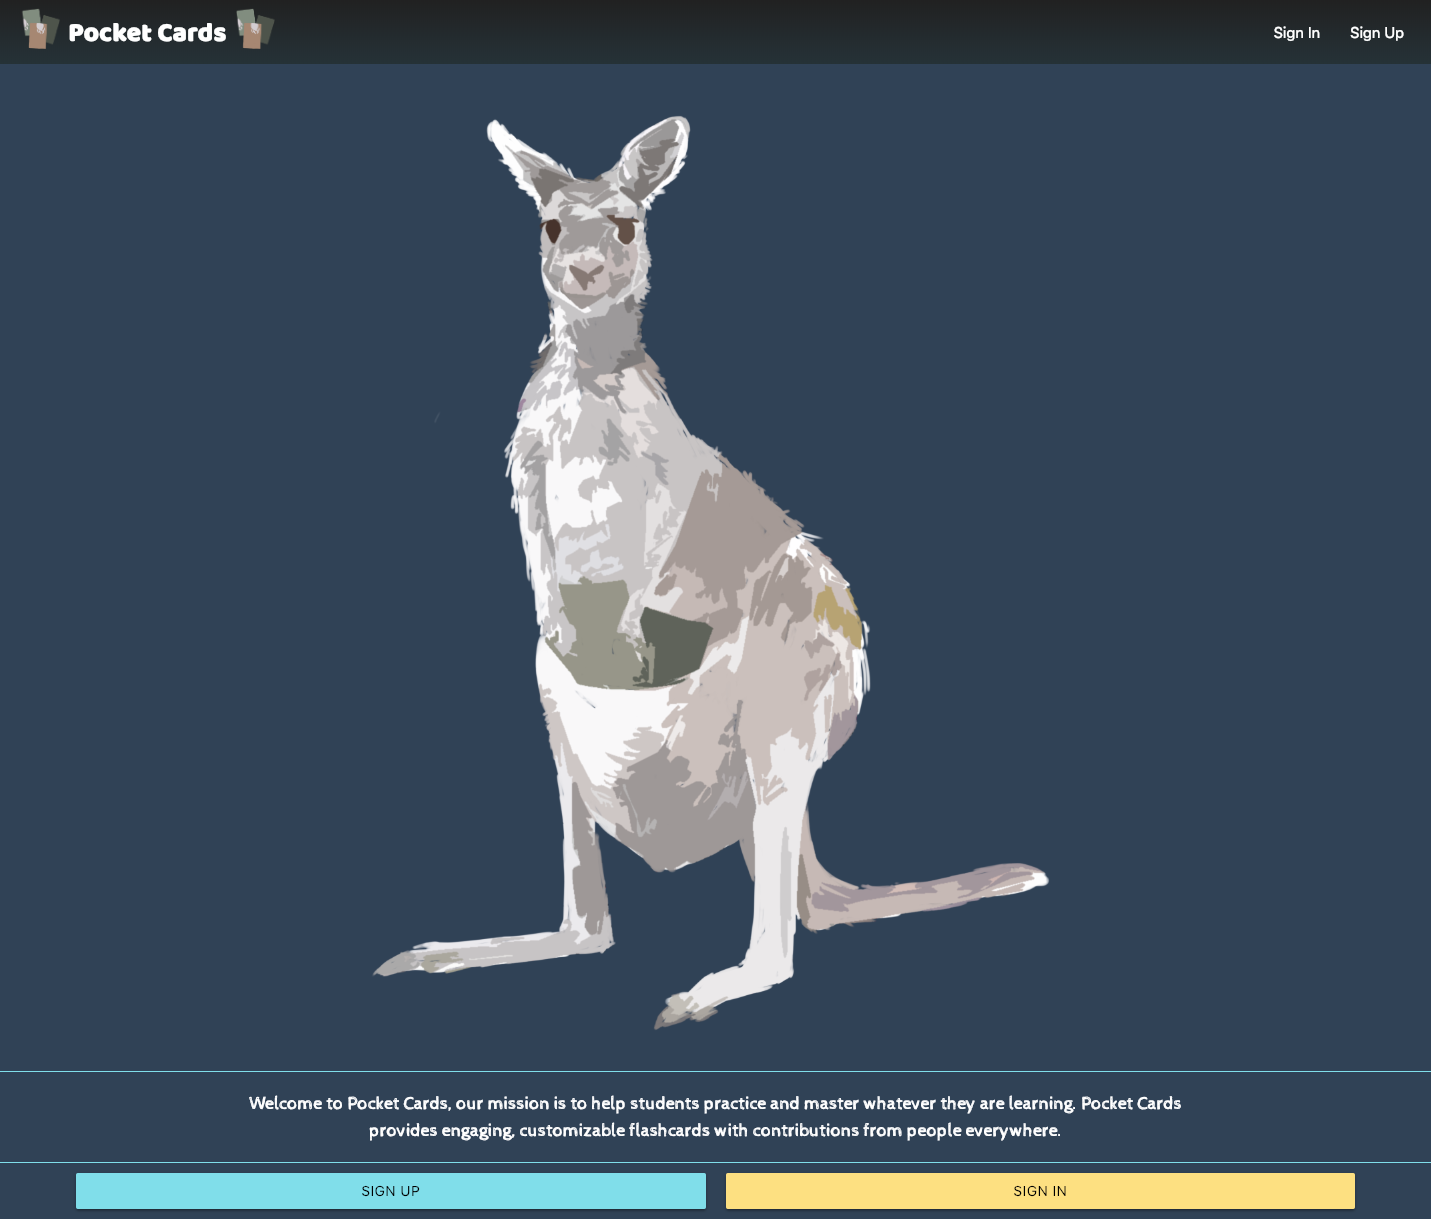 Pocket Cards
Sign In
Sign Up
Welcome to Pocket Cards, our mission is to help students practice and master whatever they are learning. Pocket Cards
provides engaging, customizable flashcards with contributions from people everywhere.
SIGN UP
SIGN IN